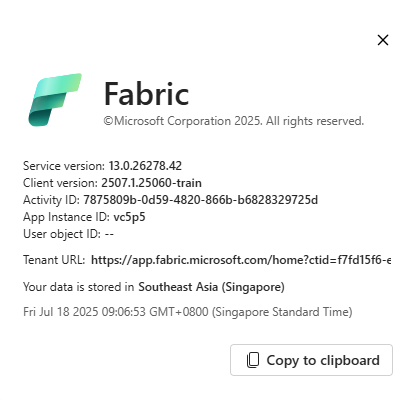 Fabric
©Microsoft Corporation 2025. All rights reserved.
Service version: 13.0.26278.42
Client version: 2507.1.25060-train
Activity ID: 7875809b-0d59-4820-866b-b6828329725d
App Instance ID: vc5p5
User object ID: --
Tenant URL: https://app.fabric.microsoft.com/home?ctid=f7fd15f6-e
Your data is stored in Southeast Asia (Singapore)
Fri Jul 18 2025 09:06:53 GMT+0800 (Singapore Standard Time)
Copy to clipboard